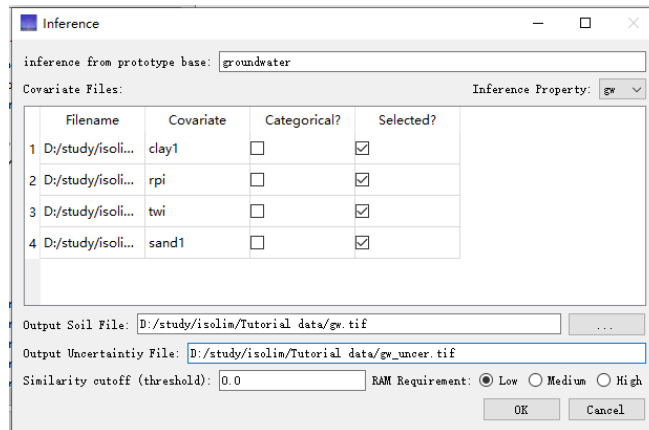 Inference
inference from prototype base: groundwater
Covariate Files: Inference Property: gw
Filename Covariate Categorical? Selected?
1 D:/study/isoli... clay1
2 D:/study/isoli... rpi
3 D:/study/isoli... twi
4 D:/study/isoli... sand1
Output Soil File: D:/study/isolim/Tutorial data/gw.tif ...
Output Uncertaintiy File: D:/study/isolim/Tutorial data/gw_uncer.tif
Similarity cutoff (threshold): 0.0 RAM Requirement: Low Medium High
OK Cancel